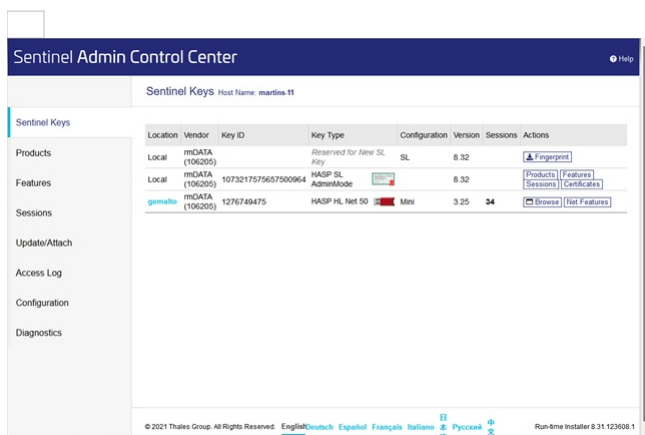 Sentinel Admin Control Center
Help
Sentinel Keys Host Name: martins-11
Sentinel Keys
Products
Features
Sessions
Update/Attach
Access Log
Configuration
Diagnostics
Location Vendor Key ID Key Type Configuration Version Sessions Actions
Local rmDATA (106205) Reserved for New SL Key SL 8.32 Fingerprint
Local rmDATA (106205) 1073217575657500964 HASP SL AdminMode 8.32 Products Features Sessions Certificates
gemalto rmDATA (106205) 1276749475 HASP HL Net 50 Mini 3.25 34 Browse Net Features
© 2021 Thales Group. All Rights Reserved. English Deutsch Español Français Italiano 日本 Русский 中文 Run-time Installer 8.31.123608.1